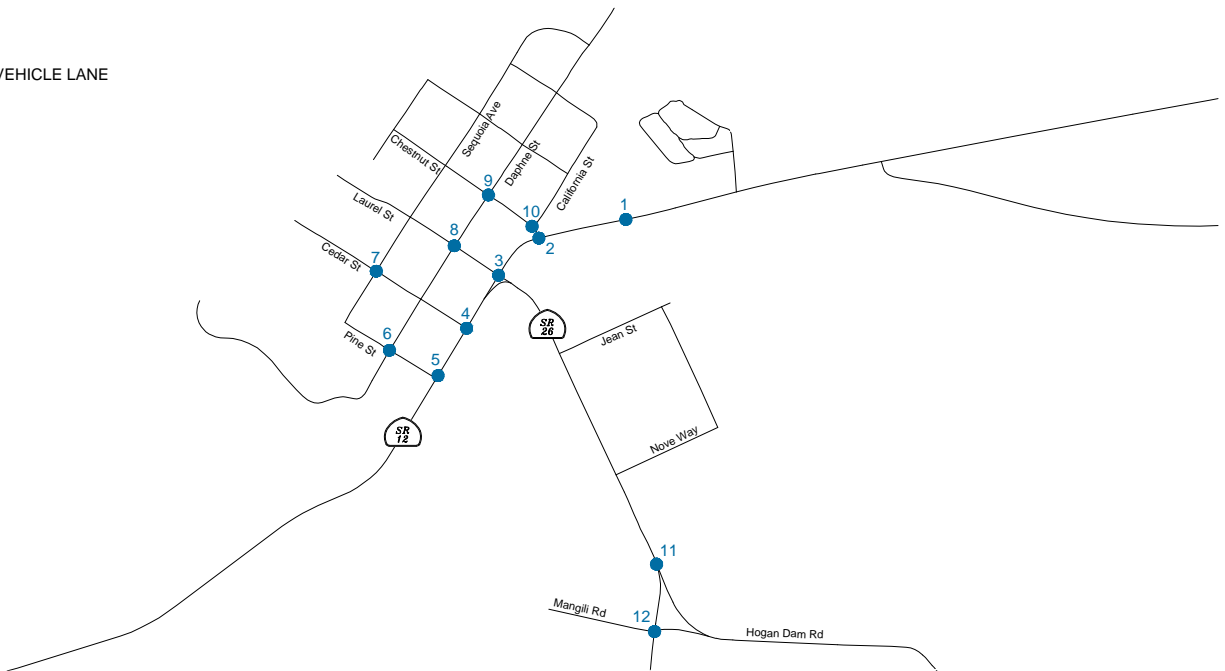 VEHICLE LANE
Sequoia Ave
Chestnut St
Daphne St
California St
Laurel St
9
10
1
2
8
3
Cedar St
7
SR
26
4
Jean St
Pine St
6
5
SR
12
Nove Way
11
Mangili Rd
12
Hogan Dam Rd